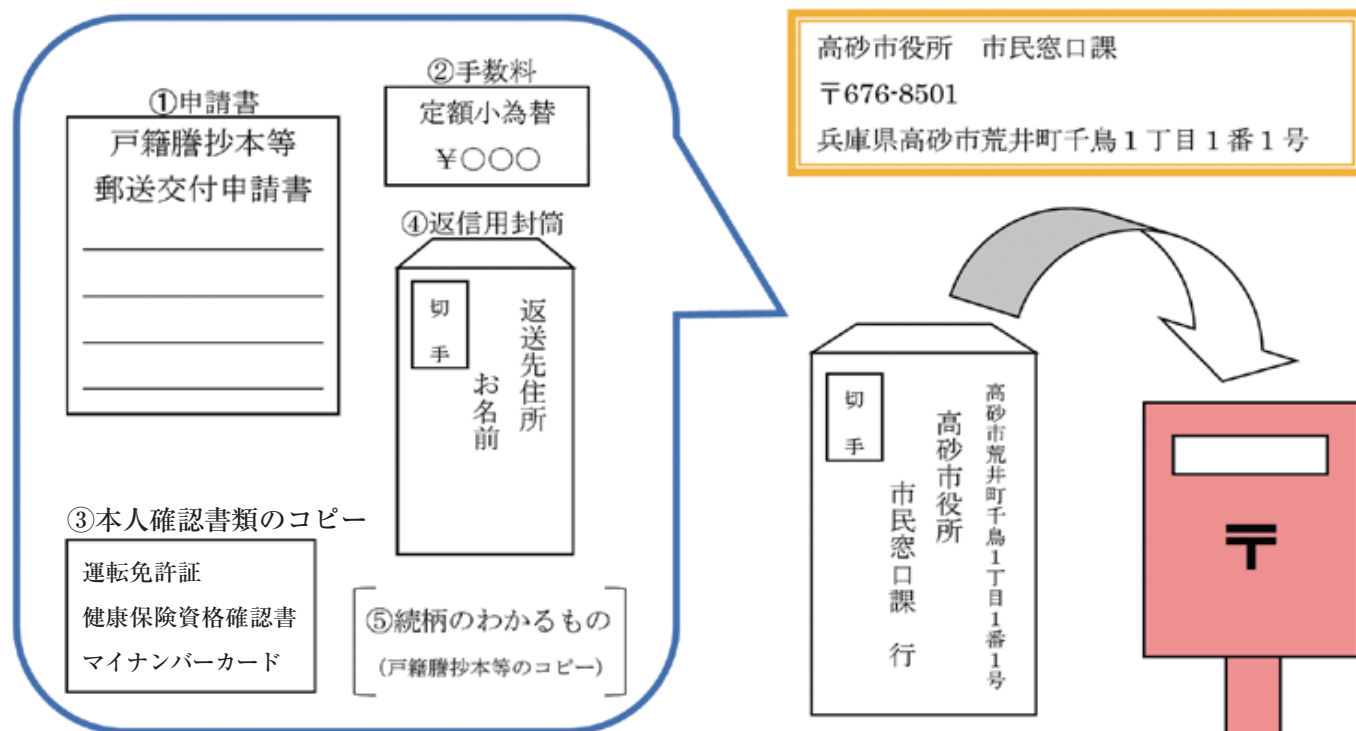 ①申請書
戸籍謄抄本等
郵送交付申請書
②手数料
定額小為替
¥〇〇〇
③本人確認書類のコピー
運転免許証
健康保険資格確認書
マイナンバーカード
④返信用封筒
切手
返送先住所
お名前
⑤続柄のわかるもの
(戸籍謄抄本等のコピー)
高砂市役所　市民窓口課
〒676-8501
兵庫県高砂市荒井町千鳥1丁目1番1号
切手
高砂市荒井町千鳥1丁目1番1号
高砂市役所
市民窓口課　行
〒